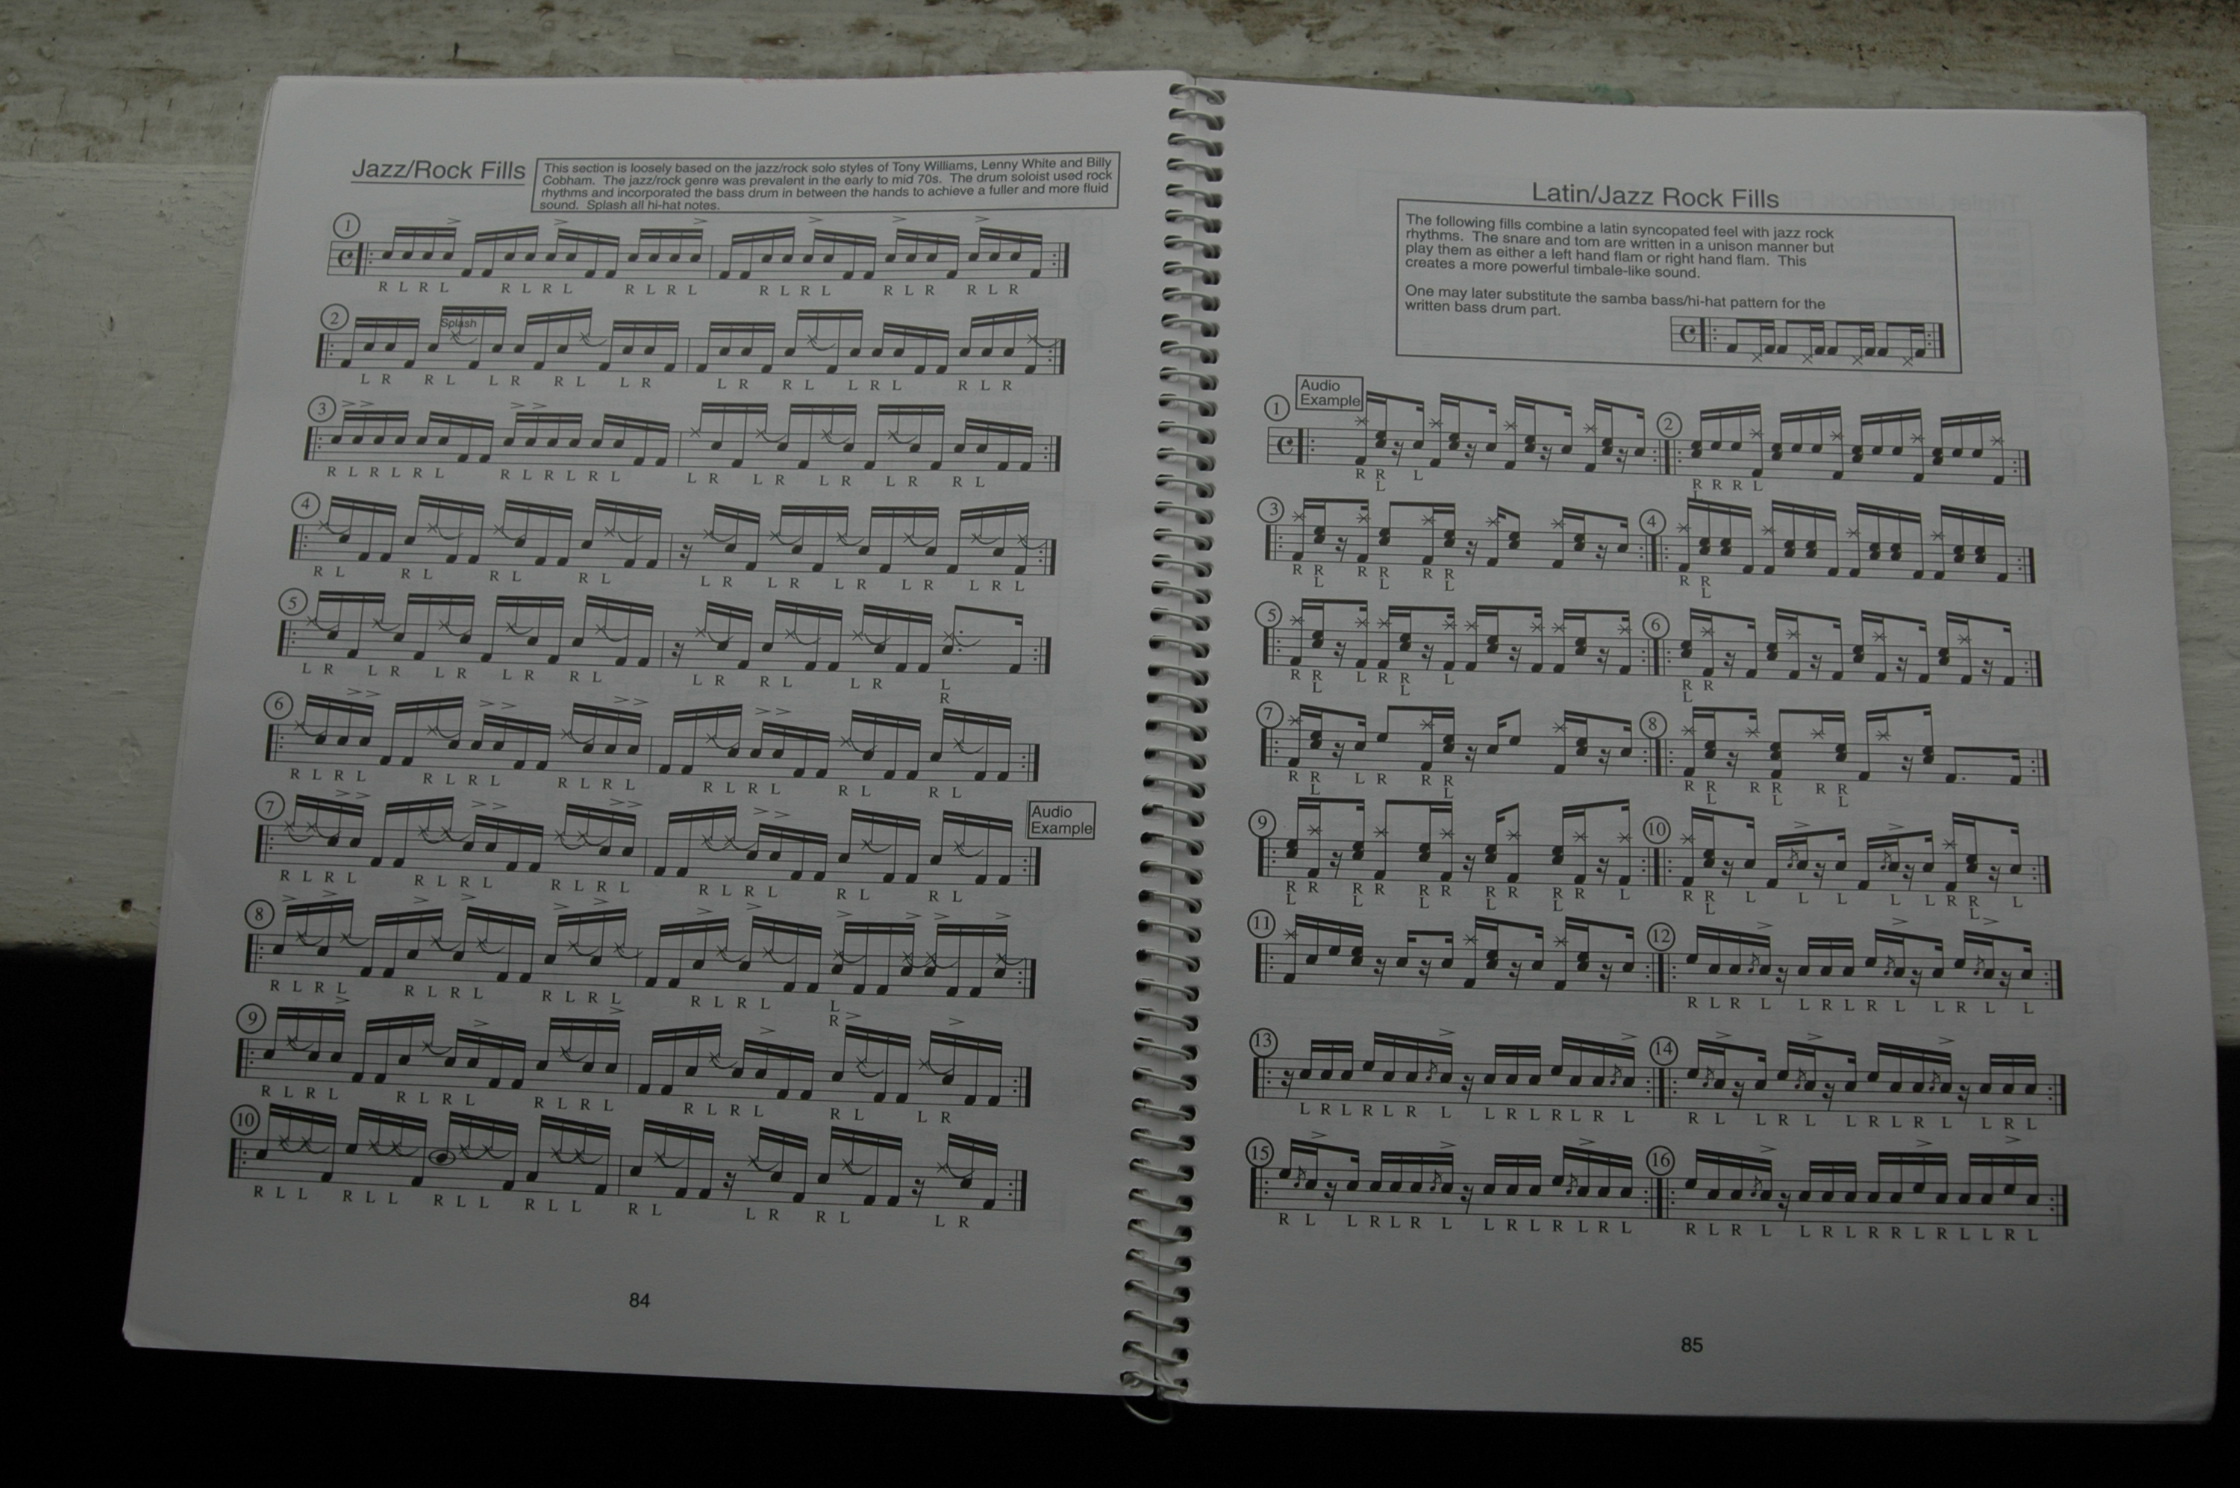 Jazz/Rock Fills
This section is loosely based on the jazz/rock solo styles of Tony Williams, Lenny White and Billy
Cobham. The jazz/rock genre was prevalent in the early to mid 70s. The drum soloist used rock
rhythms and incorporated the bass drum in between the hands to achieve a fuller and more fluid
sound. Splash all hi-hat notes.
1
R L R L R L R L R L R L R L R L R L R R L R
2
Splash
L R R L L R R L L R L R R L L R L R L R
3
R L R L R L R L R L R L L R L R L R L R R L
4
R L R L R L R L L R L R L R L R L R L
5
L R L R L R L R R L L R R L L R L
R
6
R L R L R L R L R L R L R L R L R L R L
7
Audio
Example
R L R L R L R L R L R L R L R L R L R L
8
R L R L R L R L R L R L R L R L L
R
9
R L R L R L R L R L R L R L R L R L L R
10
R L L R L L R L L R L L R L L R R L L R
84
Latin/Jazz Rock Fills
The following fills combine a latin syncopated feel with jazz rock
rhythms. The snare and tom are written in a unison manner but
play them as either a left hand flam or right hand flam. This
creates a more powerful timbale-like sound.
One may later substitute the samba bass/hi-hat pattern for the
written bass drum part.
Audio
Example
1
2
R R L
L
R R R L
L
3
4
R R R R R R
L L L
R R
L
5
6
R R L R R L
L L
R R
L
7
8
R R L R R R
L L
R R R R R R
L L L
9
10
R R R R R R R R R R L
L L L L L
R R L L L L L R R L
L L
11
12
R L R L L R L R L L R L L
13
14
L R L R L R L L R L R L R L
R L L R L L R L R L L R L
15
16
R L L R L R L L R L R L R L
R L R L L R L R R L R L L R L
85